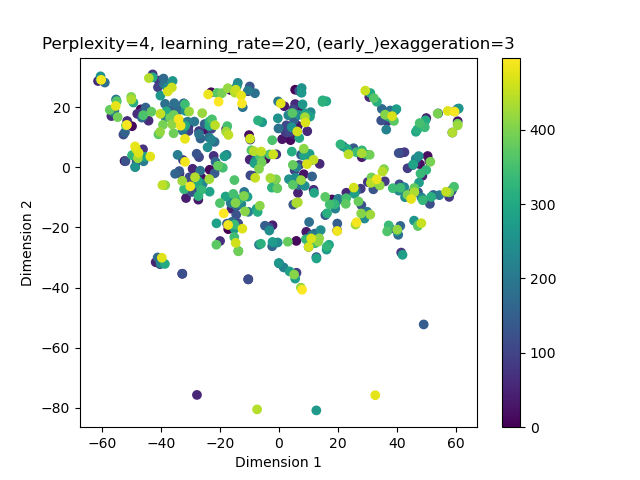 Perplexity=4, learning_rate=20, (early_)exaggeration=3
20
0
−20
−40
−60
−80
Dimension 2
−60 −40 −20 0 20 40 60
Dimension 1
400
300
200
100
0